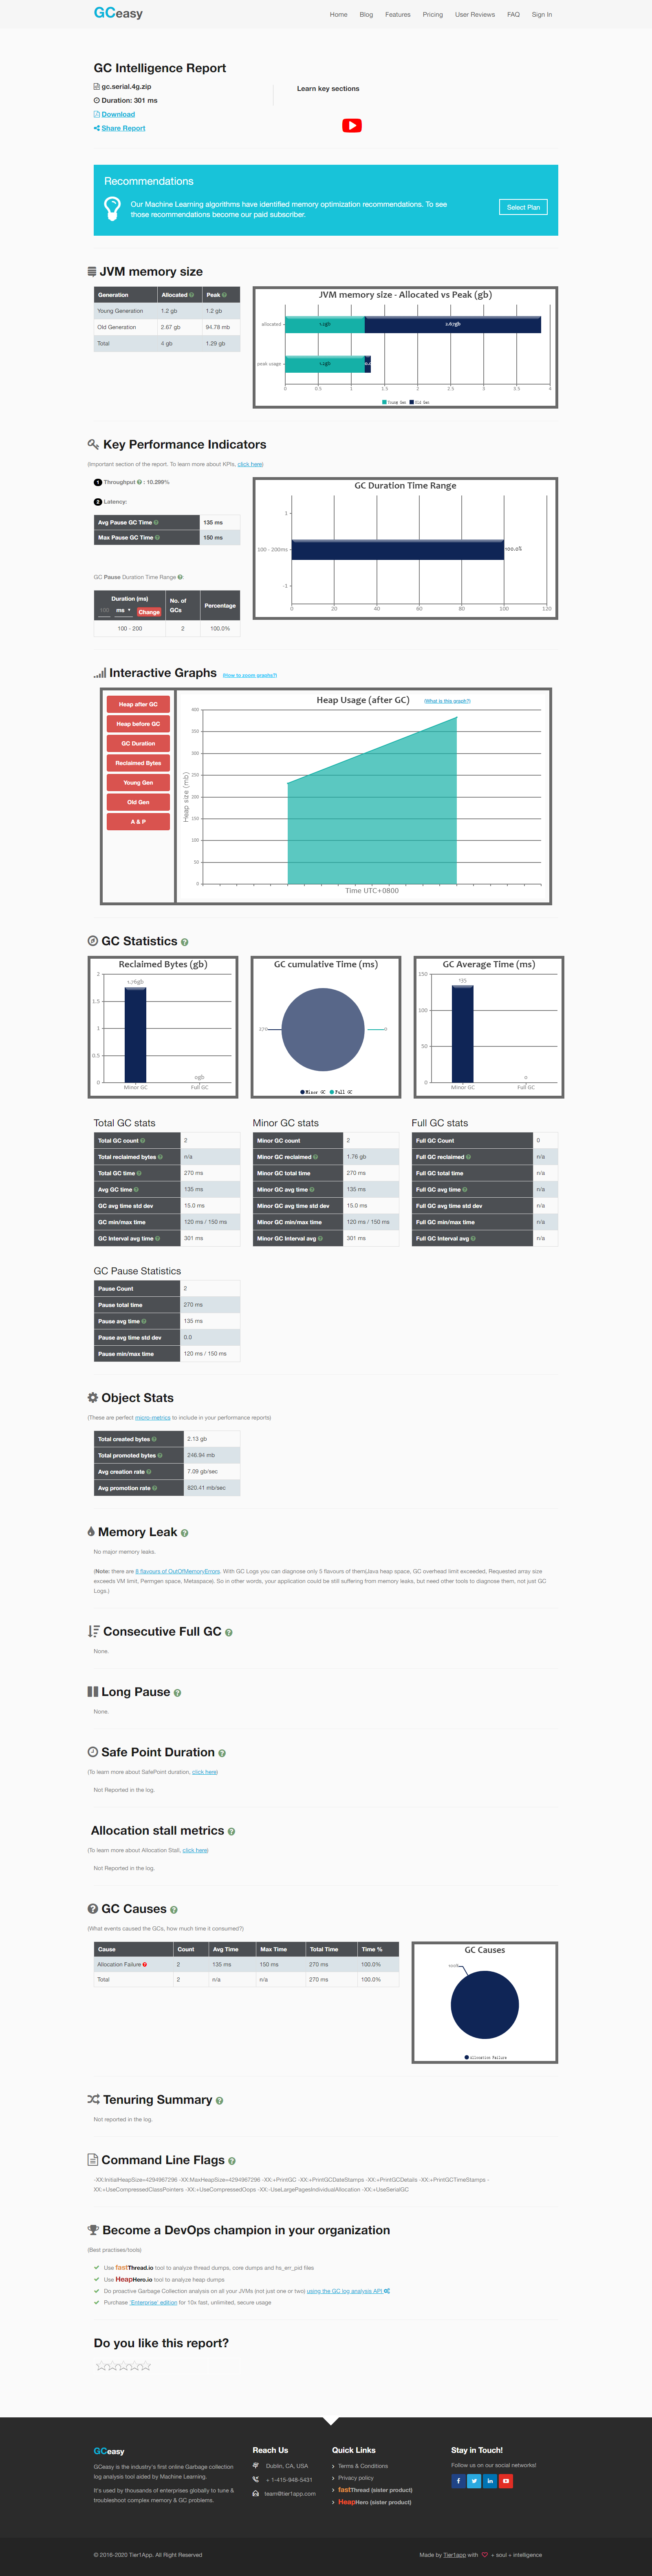 GCeasy
Home Blog Features Pricing User Reviews FAQ Sign In
GC Intelligence Report
gc.serial.4g.zip
Duration: 301 ms
Download
Share Report
Learn key sections
Recommendations
Our Machine Learning algorithms have identified memory optimization recommendations. To see
those recommendations become our paid subscriber.
Select Plan
JVM memory size
Generation Allocated Peak
Young Generation 1.2 gb 1.2 gb
Old Generation 2.67 gb 94.78 mb
Total 4 gb 1.29 gb
JVM memory size - Allocated vs Peak (gb)
allocated 1.2gb 2.67gb
peak usage 1.2gb
0 0.5 1 1.5 2 2.5 3 3.5 4
Young Gen Old Gen
Key Performance Indicators
(Important section of the report. To learn more about KPIs, click here)
1 Throughput : 10.299%
2 Latency:
Avg Pause GC Time 135 ms
Max Pause GC Time 150 ms
GC Pause Duration Time Range :
Duration (ms) No. of GCs Percentage
100 ms Change
100 - 200 2 100.0%
GC Duration Time Range
1
100 - 200ms 100.0%
-1
0 20 40 60 80 100 120
Interactive Graphs (How to zoom graphs?)
Heap after GC
Heap before GC
GC Duration
Reclaimed Bytes
Young Gen
Old Gen
A & P
Heap Usage (after GC) (What is this graph?)
Heap size (mb)
400
350
300
250
200
150
100
50
0
Time UTC+0800
GC Statistics
Reclaimed Bytes (gb)
2
1.76gb
1.5
1
0.5
0gb
0
Minor GC Full GC
GC cumulative Time (ms)
270 0
Minor GC Full GC
GC Average Time (ms)
150
135
100
50
0
0
Minor GC Full GC
Total GC stats
Total GC count 2
Total reclaimed bytes n/a
Total GC time 270 ms
Avg GC time 135 ms
GC avg time std dev 15.0 ms
GC min/max time 120 ms / 150 ms
GC Interval avg time 301 ms
Minor GC stats
Minor GC count 2
Minor GC reclaimed 1.76 gb
Minor GC total time 270 ms
Minor GC avg time 135 ms
Minor GC avg time std dev 15.0 ms
Minor GC min/max time 120 ms / 150 ms
Minor GC Interval avg 301 ms
Full GC stats
Full GC Count 0
Full GC reclaimed n/a
Full GC total time n/a
Full GC avg time n/a
Full GC avg time std dev n/a
Full GC min/max time n/a
Full GC Interval avg n/a
GC Pause Statistics
Pause Count 2
Pause total time 270 ms
Pause avg time 135 ms
Pause avg time std dev 0.0
Pause min/max time 120 ms / 150 ms
Object Stats
(These are perfect micro-metrics to include in your performance reports)
Total created bytes 2.13 gb
Total promoted bytes 246.94 mb
Avg creation rate 7.09 gb/sec
Avg promotion rate 820.41 mb/sec
Memory Leak
No major memory leaks.
(Note: there are 8 flavours of OutOfMemoryErrors. With GC Logs you can diagnose only 5 flavours of them(Java heap space, GC overhead limit exceeded, Requested array size
exceeds VM limit, Permgen space, Metaspace). So in other words, your application could be still suffering from memory leaks, but need other tools to diagnose them, not just GC
Logs.)
Consecutive Full GC
None.
Long Pause
None.
Safe Point Duration
(To learn more about SafePoint duration, click here)
Not Reported in the log.
Allocation stall metrics
(To learn more about Allocation Stall, click here)
Not Reported in the log.
GC Causes
(What events caused the GCs, how much time it consumed?)
Cause Count Avg Time Max Time Total Time Time %
Allocation Failure 2 135 ms 150 ms 270 ms 100.0%
Total 2 n/a n/a 270 ms 100.0%
GC Causes
100%
Allocation Failure
Tenuring Summary
Not reported in the log.
Command Line Flags
-XX:InitialHeapSize=4294967296 -XX:MaxHeapSize=4294967296 -XX:+PrintGC -XX:+PrintGCDateStamps -XX:+PrintGCDetails -XX:+PrintGCTimeStamps -
XX:+UseCompressedClassPointers -XX:+UseCompressedOops -XX:-UseLargePagesIndividualAllocation -XX:+UseSerialGC
Become a DevOps champion in your organization
(Best practises/tools)
Use fastThread.io tool to analyze thread dumps, core dumps and hs_err_pid files
Use HeapHero.io tool to analyze heap dumps
Do proactive Garbage Collection analysis on all your JVMs (not just one or two) using the GC log analysis API
Purchase 'Enterprise' edition for 10x fast, unlimited, secure usage
Do you like this report?
GCeasy
GCeasy is the industry's first online Garbage collection
log analysis tool aided by Machine Learning.
It's used by thousands of enterprises globally to tune &
troubleshoot complex memory & GC problems.
Reach Us
Dublin, CA, USA
+ 1-415-948-5431
team@tier1app.com
Quick Links
Terms & Conditions
Privacy policy
fastThread (sister product)
HeapHero (sister product)
Stay in Touch!
Follow us on our social networks!
© 2016-2020 Tier1App. All Right Reserved
Made by Tier1app with + soul + intelligence